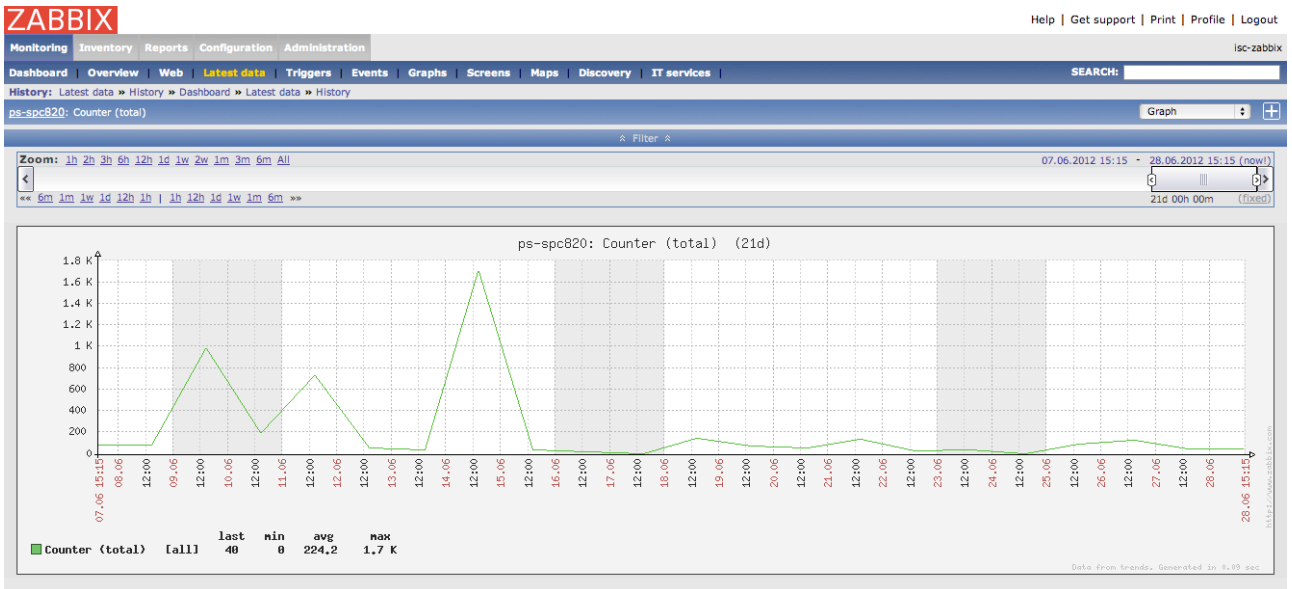 ZABBIX
Help | Get support | Print | Profile | Logout
Monitoring Inventory Reports Configuration Administration
isc-zabbix
Dashboard | Overview | Web | Latest data | Triggers | Events | Graphs | Screens | Maps | Discovery | IT services |
SEARCH:
History: Latest data » History » Dashboard » Latest data » History
ps-spc820: Counter (total)
Graph
Filter
Zoom: 1h 2h 3h 6h 12h 1d 1w 2w 1m 3m 6m All
07.06.2012 15:15 - 28.06.2012 15:15 (now!)
«« 6m 1m 1w 1d 12h 1h | 1h 12h 1d 1w 1m 6m »»
21d 00h 00m (fixed)
ps-spc820: Counter (total) (21d)
1.8 K
1.6 K
1.4 K
1.2 K
1 K
800
600
400
200
0
07.06 15:15
08.06
12:00
09.06
12:00
10.06
12:00
11.06
12:00
12.06
12:00
13.06
12:00
14.06
12:00
15.06
12:00
16.06
12:00
17.06
12:00
18.06
12:00
19.06
12:00
20.06
12:00
21.06
12:00
22.06
12:00
23.06
12:00
24.06
12:00
25.06
12:00
26.06
12:00
27.06
12:00
28.06
28.06 15:15
http://www.zabbix.com
last min avg max
Counter (total) [all] 40 0 224.2 1.7 K
Data from trends. Generated in 0.09 sec